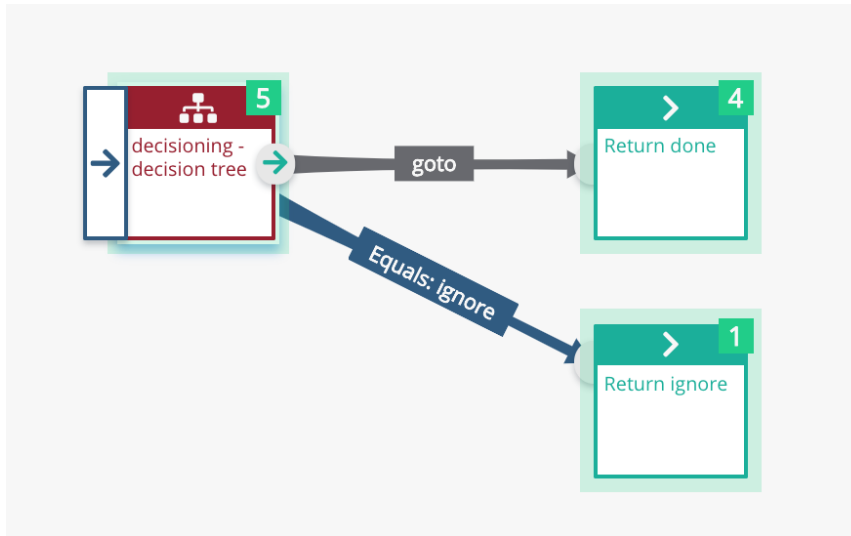 5
decisioning -
decision tree
goto
4
Return done
Equals: ignore
1
Return ignore